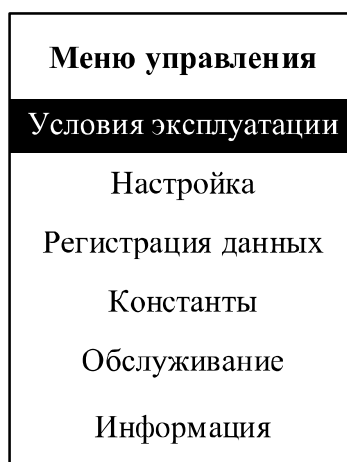 Меню управления
Условия эксплуатации
Настройка
Регистрация данных
Константы
Обслуживание
Информация